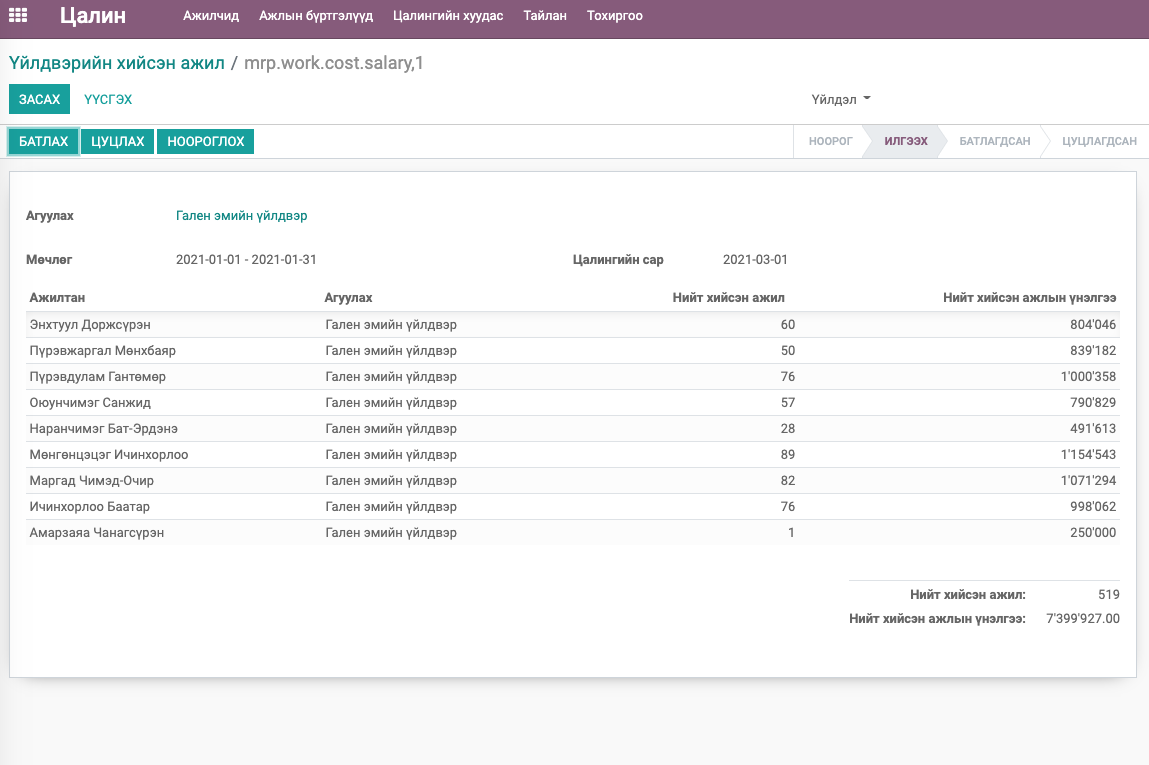 Цалин Ажилчид Ажлын бүртгэлүүд Цалингийн хуудас Тайлан Тохиргоо
Үйлдвэрийн хийсэн ажил / mrp.work.cost.salary,1
ЗАСАХ ҮҮСГЭХ Үйлдэл
БАТЛАХ ЦУЦЛАХ НООРОГЛОХ НООРОГ ИЛГЭЭХ БАТЛАГДСАН ЦУЦЛАГДСАН
Агуулах Гален эмийн үйлдвэр
Мөчлөг 2021-01-01 - 2021-01-31 Цалингийн сар 2021-03-01
Ажилтан Агуулах Нийт хийсэн ажил Нийт хийсэн ажлын үнэлгээ
Энхтуул Доржсүрэн Гален эмийн үйлдвэр 60 804'046
Пүрэвжаргал Мөнхбаяр Гален эмийн үйлдвэр 50 839'182
Пүрэвдулам Гантөмөр Гален эмийн үйлдвэр 76 1'000'358
Оюунчимэг Санжид Гален эмийн үйлдвэр 57 790'829
Наранчимэг Бат-Эрдэнэ Гален эмийн үйлдвэр 28 491'613
Мөнгөнцэцэг Ичинхорлоо Гален эмийн үйлдвэр 89 1'154'543
Маргад Чимэд-Очир Гален эмийн үйлдвэр 82 1'071'294
Ичинхорлоо Баатар Гален эмийн үйлдвэр 76 998'062
Амарзаяа Чанагсүрэн Гален эмийн үйлдвэр 1 250'000
Нийт хийсэн ажил: 519
Нийт хийсэн ажлын үнэлгээ: 7'399'927.00